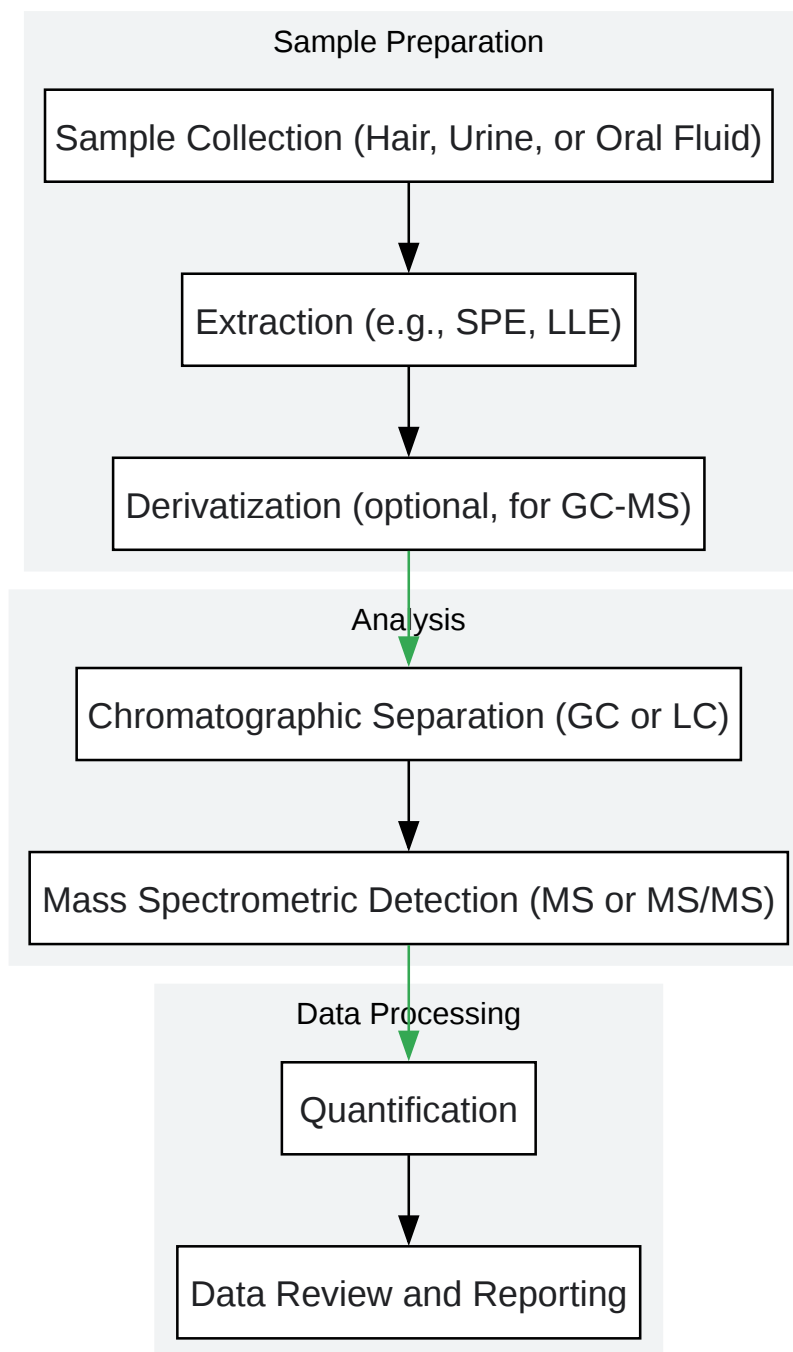 Sample Preparation
Sample Collection (Hair, Urine, or Oral Fluid)
Extraction (e.g., SPE, LLE)
Derivatization (optional, for GC-MS)
Analysis
Chromatographic Separation (GC or LC)
Mass Spectrometric Detection (MS or MS/MS)
Data Processing
Quantification
Data Review and Reporting